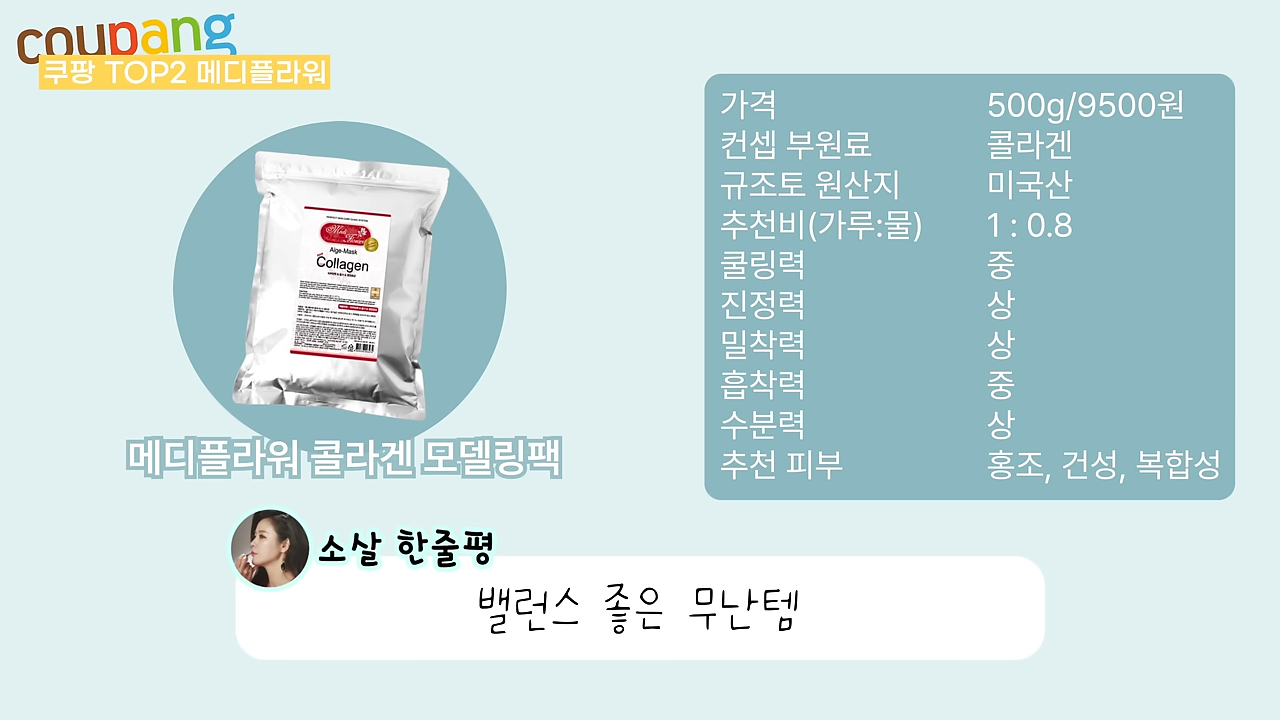 coupang
쿠팡 TOP2 메디플라워
Medi Flower
Alge-Mask
Collagen
메디플라워 콜라겐 모델링팩
가격 500g/9500원
컨셉 부원료 콜라겐
규조토 원산지 미국산
추천비(가루:물) 1 : 0.8
쿨링력 중
진정력 상
밀착력 상
흡착력 중
수분력 상
추천 피부 홍조, 건성, 복합성
소살 한줄평
밸런스 좋은 무난템